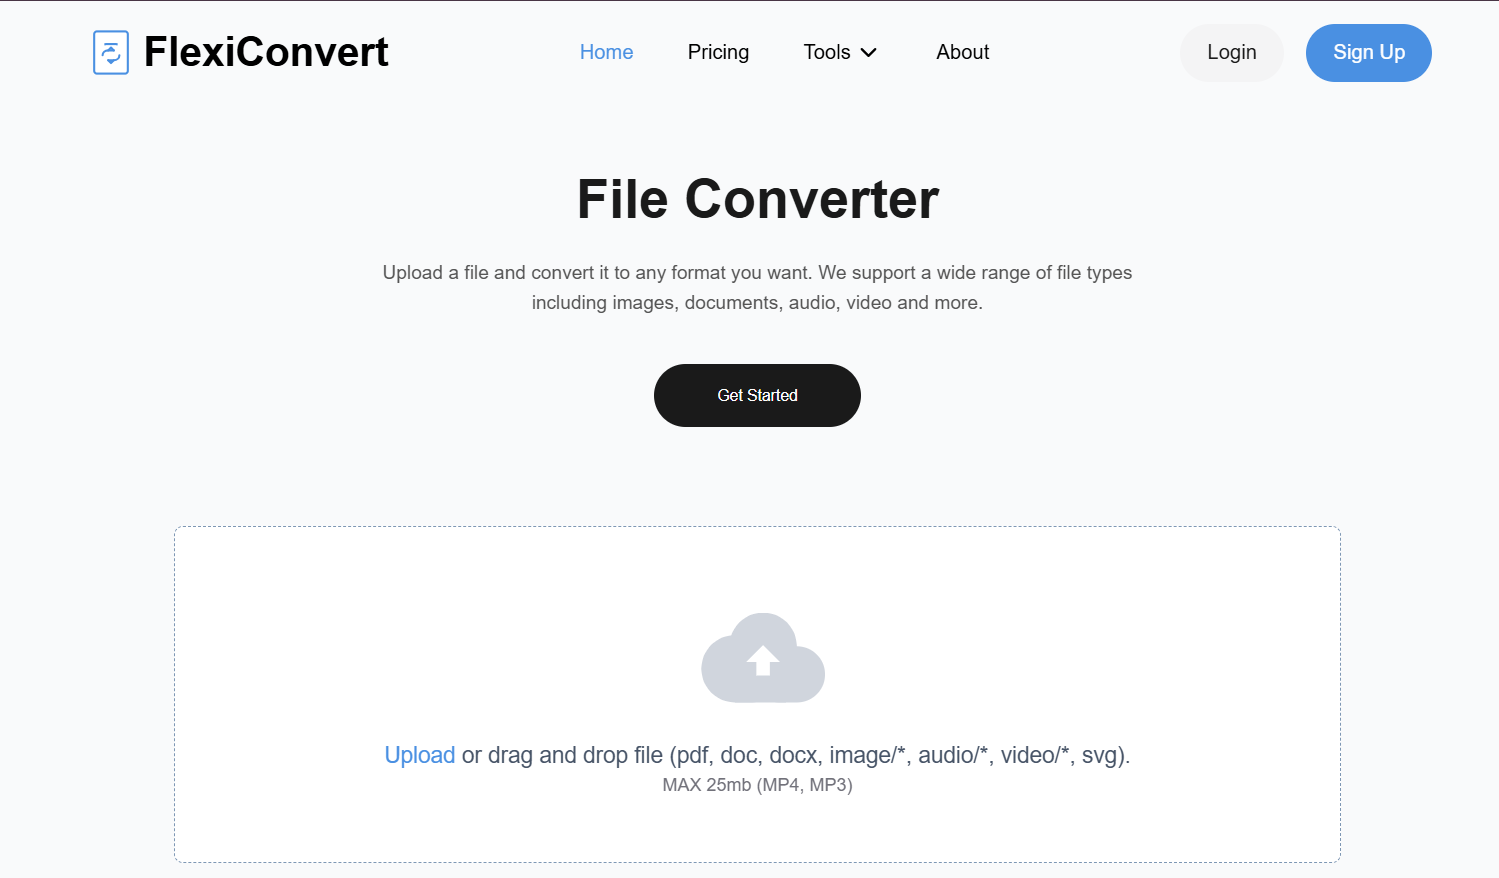 FlexiConvert
Home
Pricing
Tools
About
Login
Sign Up
File Converter
Upload a file and convert it to any format you want. We support a wide range of file types
including images, documents, audio, video and more.
Get Started
Upload or drag and drop file (pdf, doc, docx, image/*, audio/*, video/*, svg).
MAX 25mb (MP4, MP3)